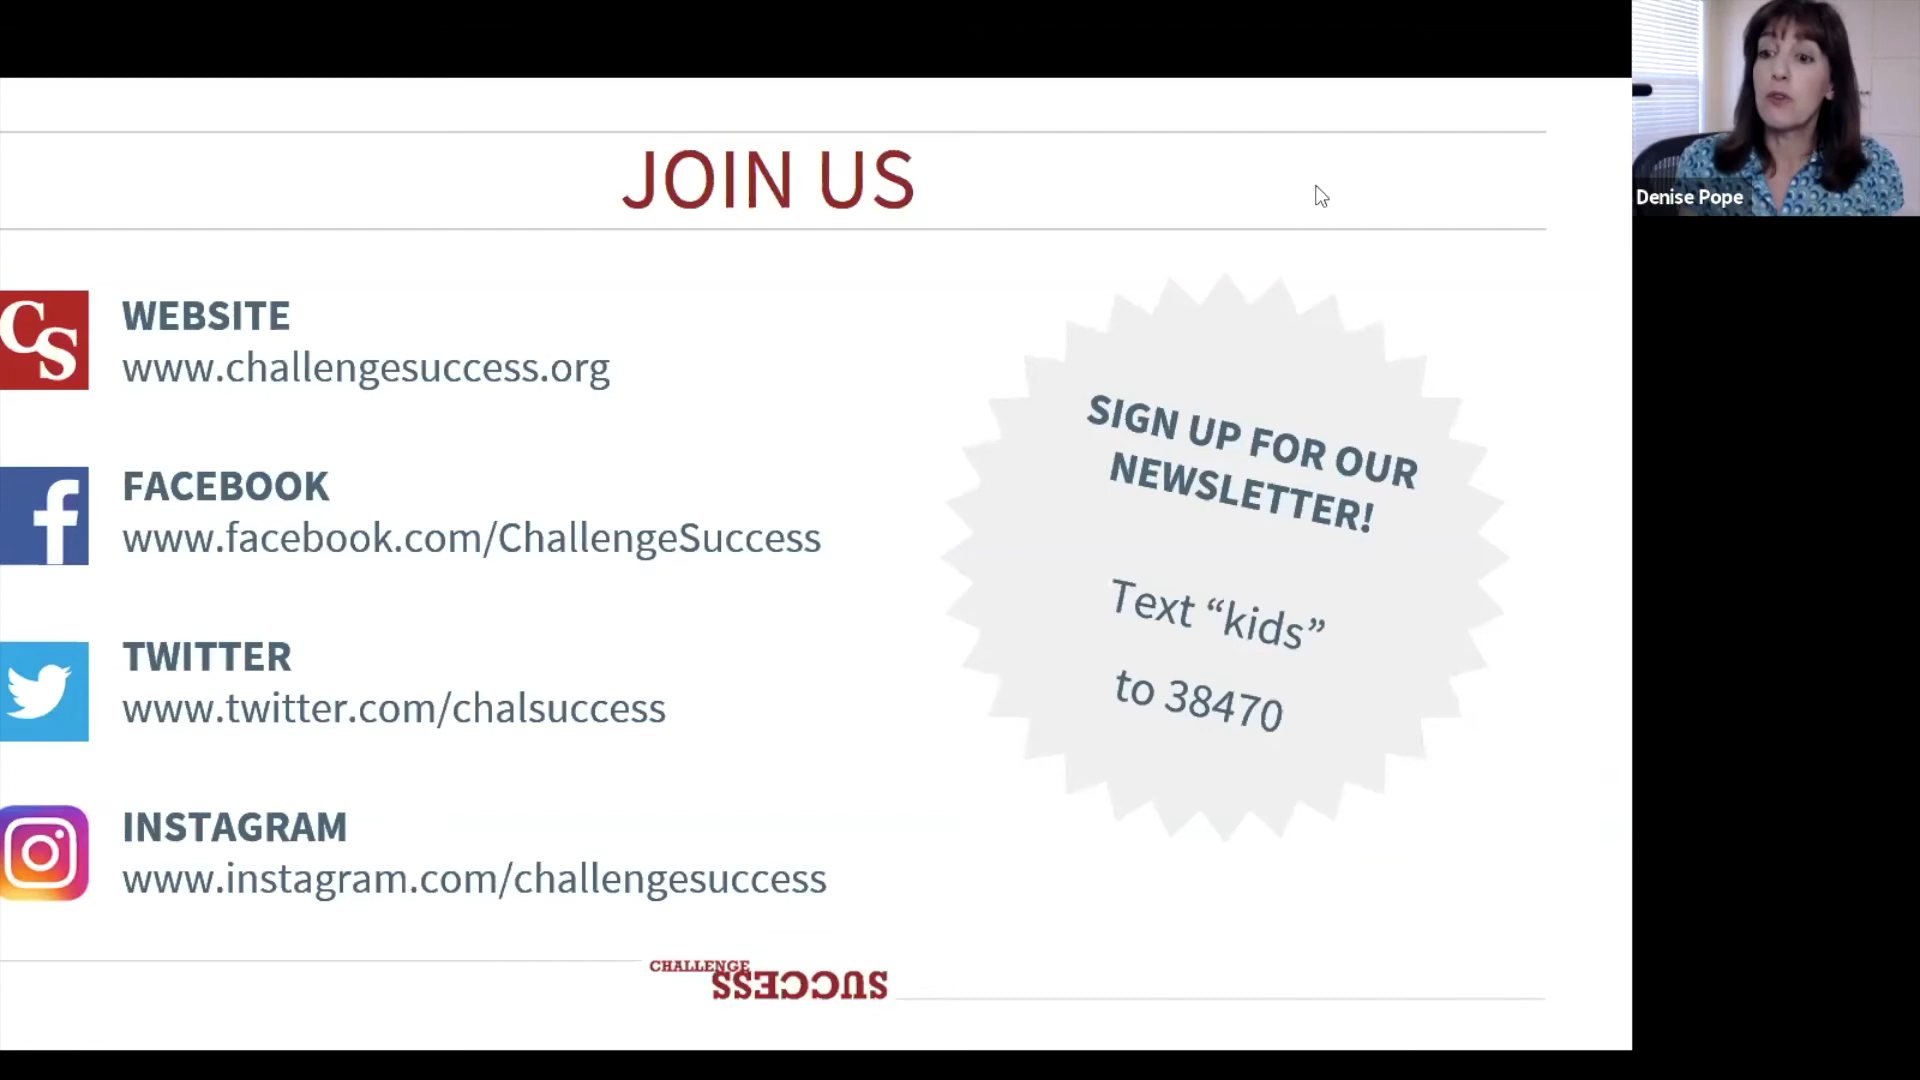 JOIN US
Denise Pope
CS
WEBSITE
www.challengesuccess.org
FACEBOOK
www.facebook.com/ChallengeSuccess
TWITTER
www.twitter.com/chalsuccess
INSTAGRAM
www.instagram.com/challengesuccess
SIGN UP FOR OUR
NEWSLETTER!
Text “kids”
to 38470
CHALLENGE
SUCCESS